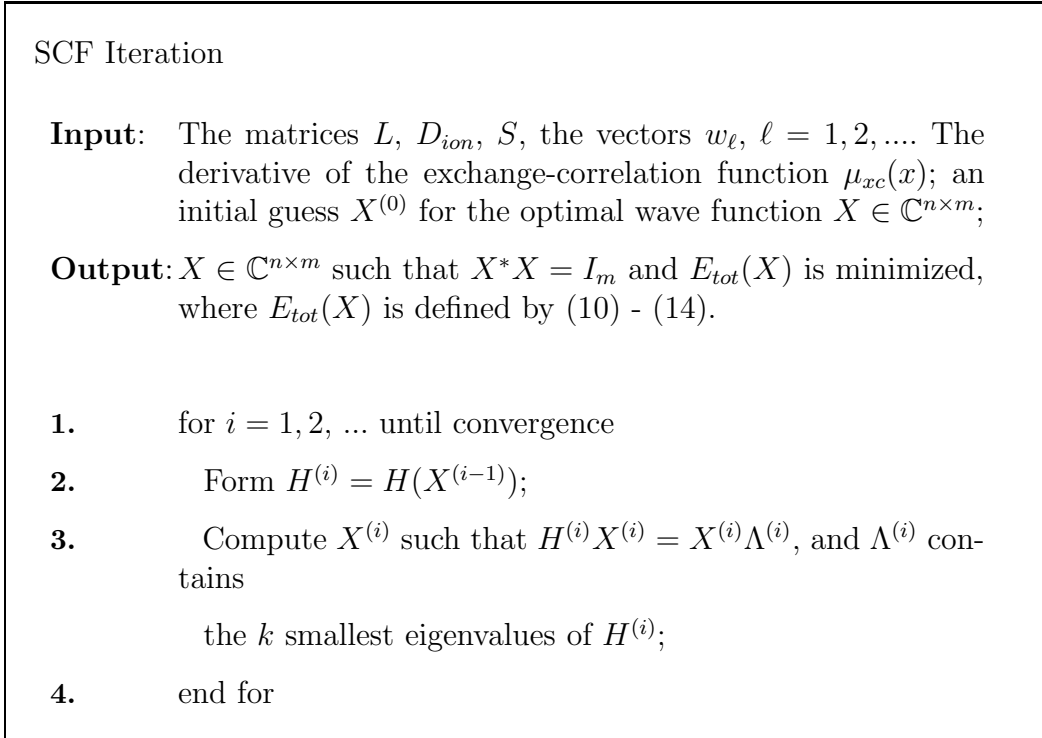 SCF Iteration
Input: The matrices L, D_{ion}, S, the vectors w_ℓ, ℓ = 1, 2, .... The
derivative of the exchange-correlation function μ_{xc}(x); an
initial guess X^{(0)} for the optimal wave function X ∈ ℂ^{n×m};
Output: X ∈ ℂ^{n×m} such that X*X = I_m and E_{tot}(X) is minimized,
where E_{tot}(X) is defined by (10) - (14).
1. for i = 1, 2, ... until convergence
2. Form H^{(i)} = H(X^{(i−1)});
3. Compute X^{(i)} such that H^{(i)}X^{(i)} = X^{(i)}Λ^{(i)}, and Λ^{(i)} con-
tains
the k smallest eigenvalues of H^{(i)};
4. end for